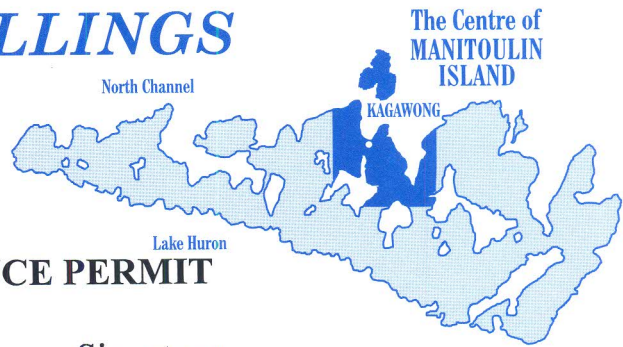 LLINGS
The Centre of
MANITOULIN
ISLAND
North Channel
KAGAWONG
Lake Huron
CE PERMIT